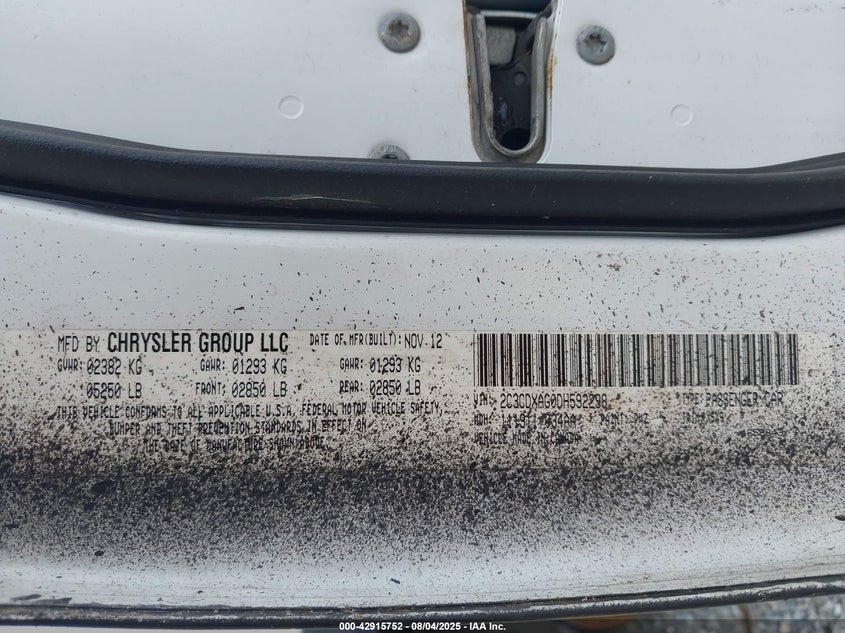 MFD BY CHRYSLER GROUP LLC DATE OF MFR(BUILT): NOV 12
GVWR: 02382 KG GAWR: 01293 KG GAWR: 01293 KG
05250 LB FRONT: 02850 LB REAR: 02850 LB
THIS VEHICLE CONFORMS TO ALL APPLICABLE U.S.A. FEDERAL MOTOR VEHICLE SAFETY,
BUMPER AND THEFT PREVENTION STANDARDS IN EFFECT ON
THE DATE OF MANUFACTURE SHOWN ABOVE.
VIN: 2C3CDXAG0DH592298 TYPE: PASSENGER CAR
MDH: PAINT: TRIM:
VEHICLE MADE IN CANADA
000-42915752 - 08/04/2025 - IAA Inc.